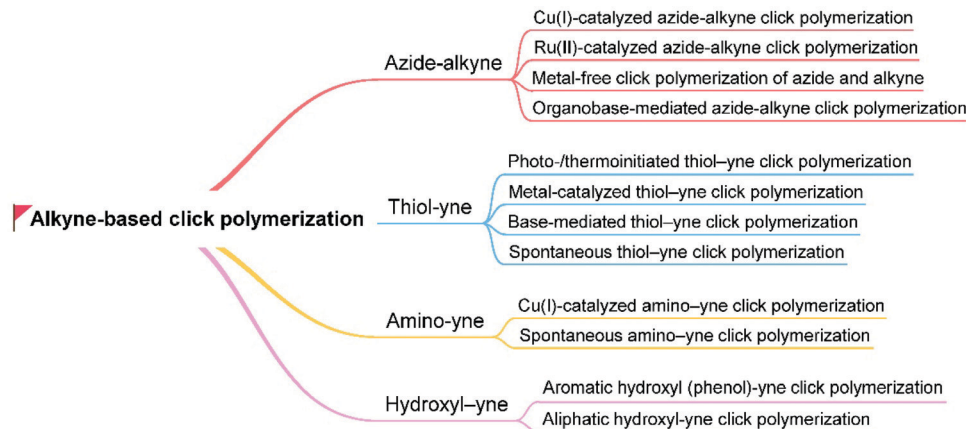 Cu(I)-catalyzed azide-alkyne click polymerization
Ru(II)-catalyzed azide-alkyne click polymerization
Azide-alkyne
Metal-free click polymerization of azide and alkyne
Organobase-mediated azide-alkyne click polymerization
Photo-/thermoinitiated thiol–yne click polymerization
Metal-catalyzed thiol–yne click polymerization
Alkyne-based click polymerization
Thiol-yne
Base-mediated thiol–yne click polymerization
Spontaneous thiol–yne click polymerization
Cu(I)-catalyzed amino–yne click polymerization
Amino-yne
Spontaneous amino–yne click polymerization
Aromatic hydroxyl (phenol)-yne click polymerization
Hydroxyl–yne
Aliphatic hydroxyl-yne click polymerization